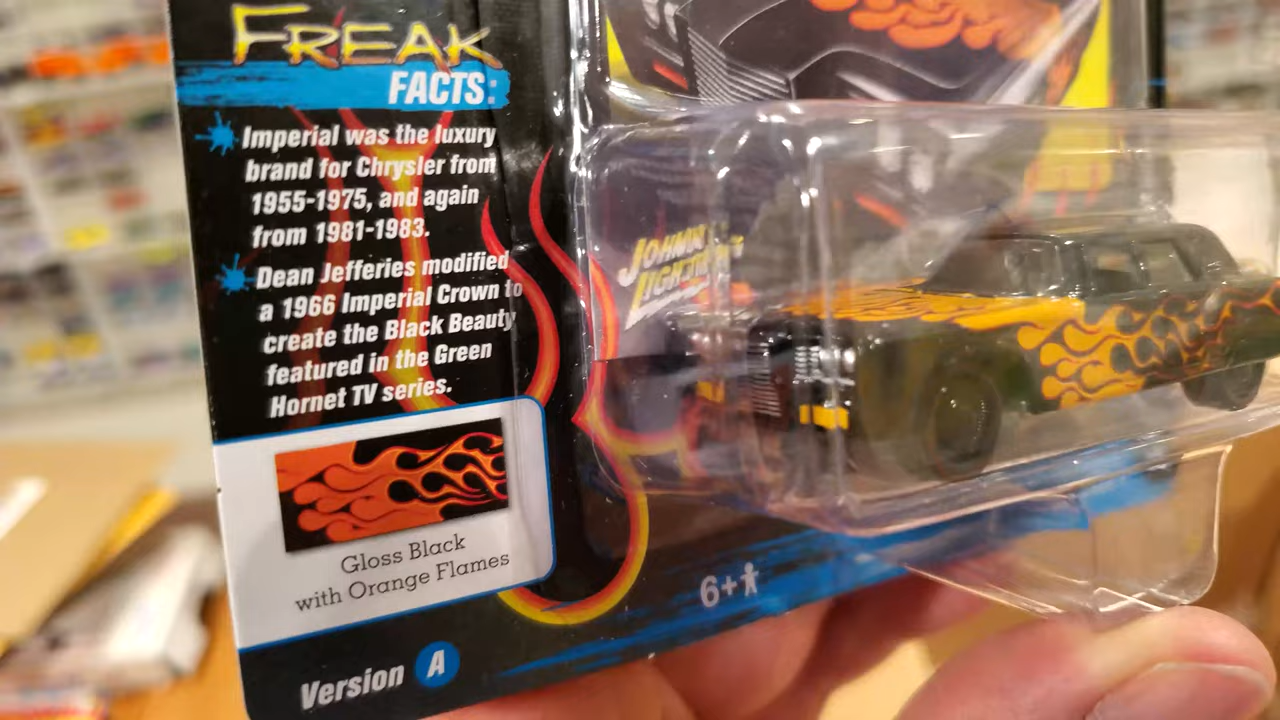 FREAK
FACTS:
Imperial was the luxury
brand for Chrysler from
1955-1975, and again
from 1981-1983.
Dean Jefferies modified
a 1966 Imperial Crown to
create the Black Beauty
featured in the Green
Hornet TV series.
Gloss Black
with Orange Flames
Version A
JOHNNY
LIGHTNING
6+